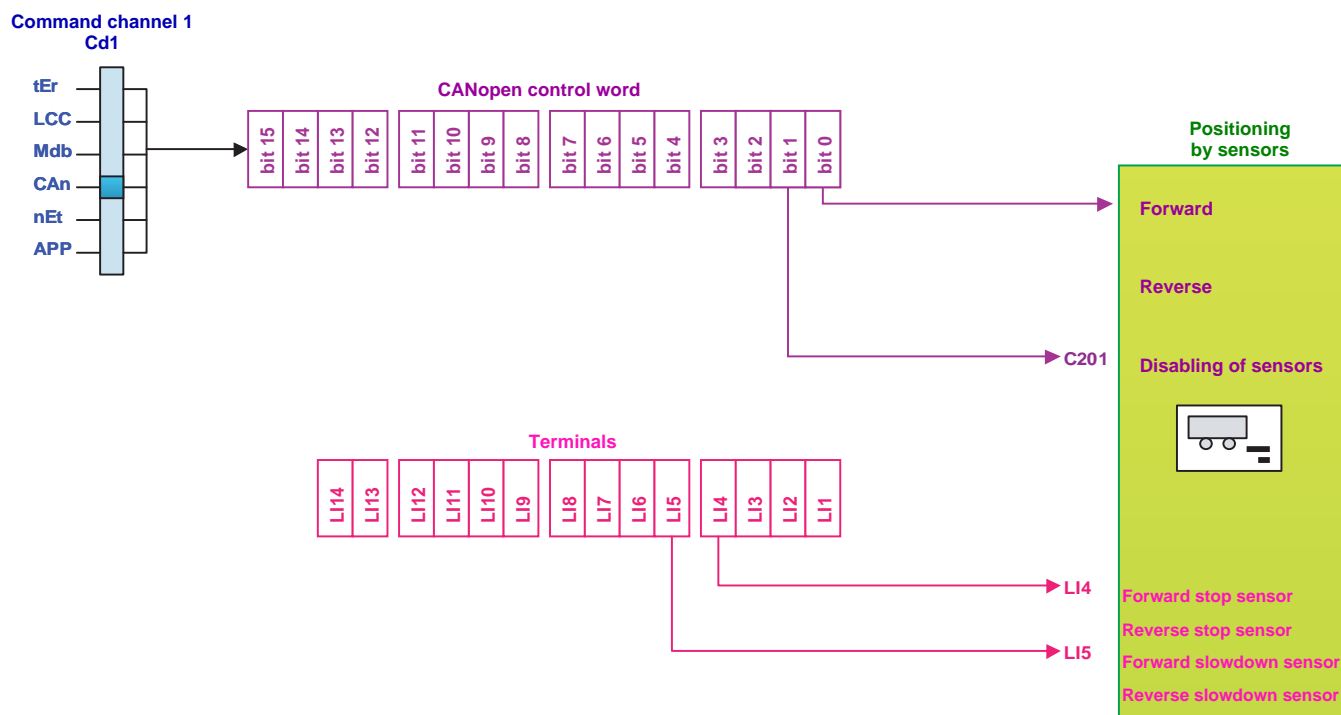 Command channel 1
Cd1
tEr
LCC
Mdb
CAn
nEt
APP
CANopen control word
bit 15
bit 14
bit 13
bit 12
bit 11
bit 10
bit 9
bit 8
bit 7
bit 6
bit 5
bit 4
bit 3
bit 2
bit 1
bit 0
Positioning
by sensors
Forward
Reverse
C201
Disabling of sensors
Terminals
LI14
LI13
LI12
LI11
LI10
LI9
LI8
LI7
LI6
LI5
LI4
LI3
LI2
LI1
LI4
Forward stop sensor
Reverse stop sensor
LI5
Forward slowdown sensor
Reverse slowdown sensor